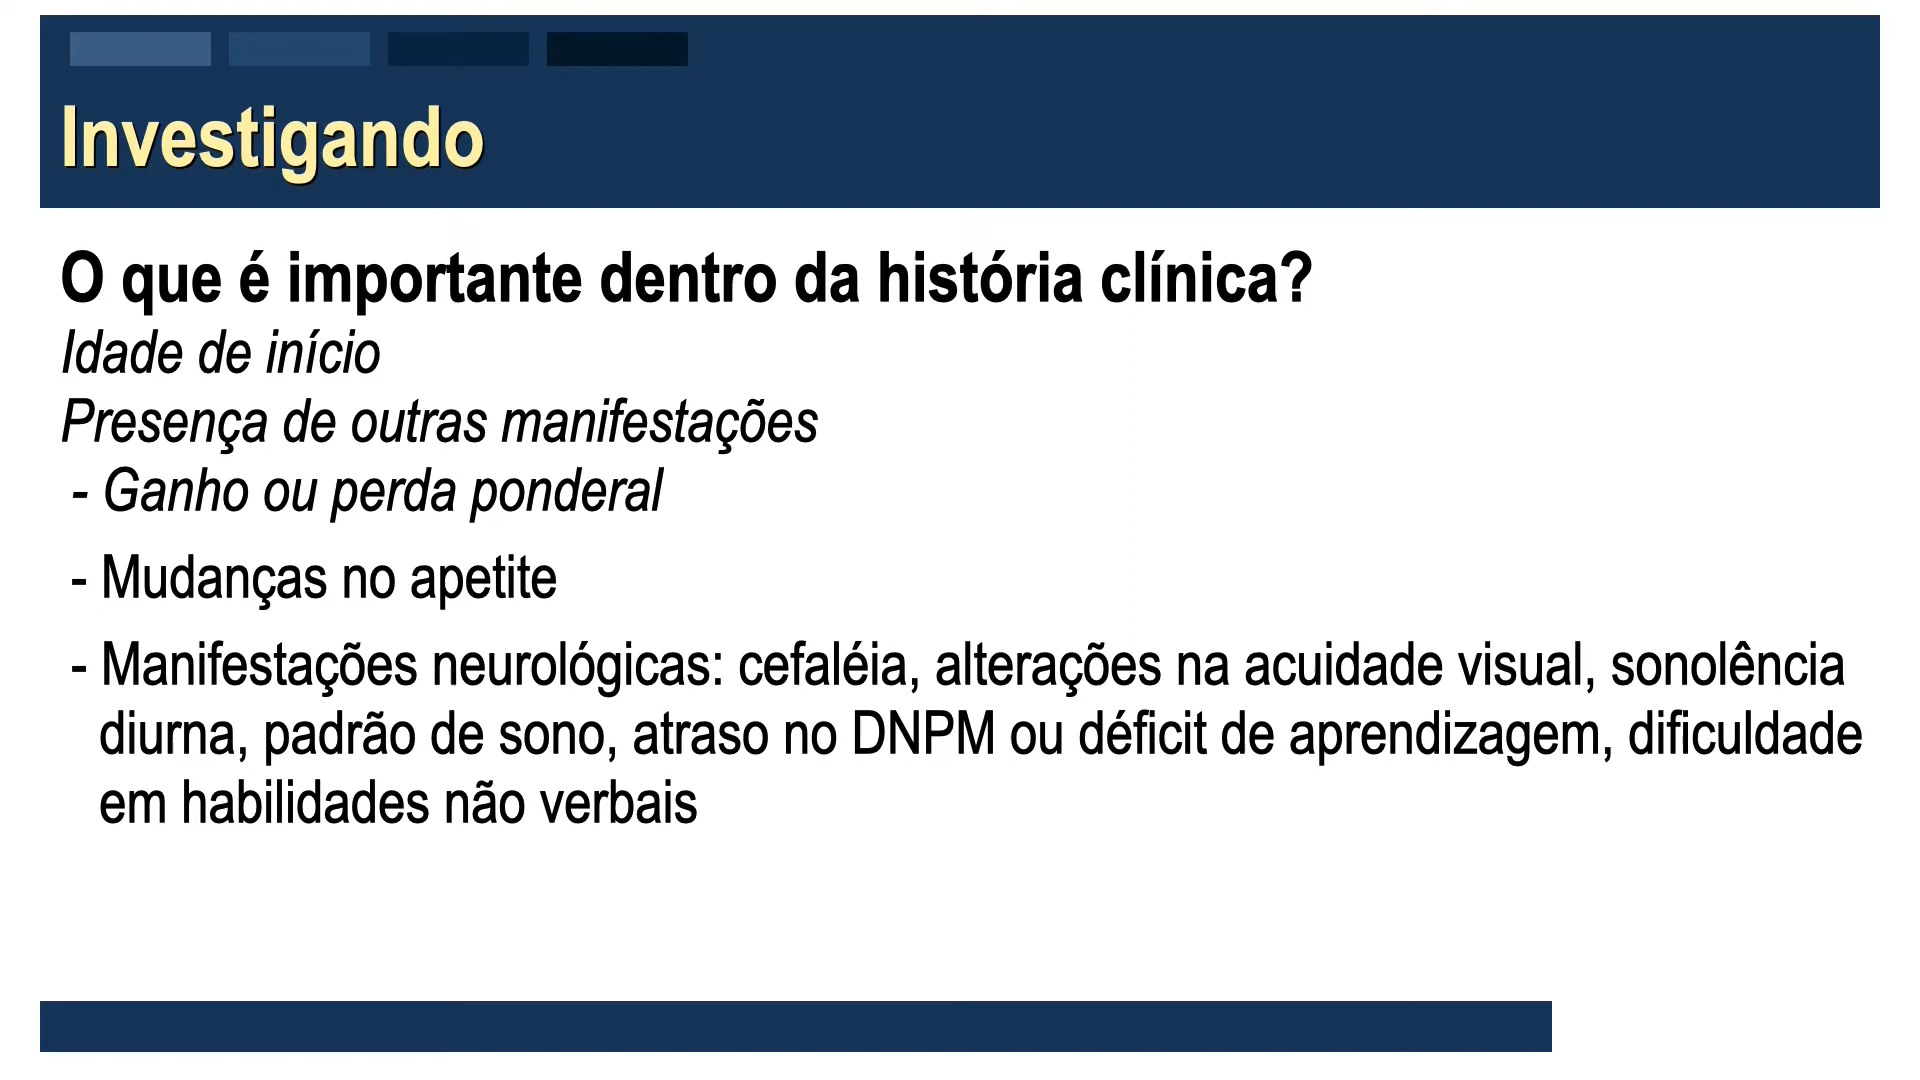 Investigando
O que é importante dentro da história clínica?
Idade de início
Presença de outras manifestações
- Ganho ou perda ponderal
- Mudanças no apetite
- Manifestações neurológicas: cefaléia, alterações na acuidade visual, sonolência
diurna, padrão de sono, atraso no DNPM ou déficit de aprendizagem, dificuldade
em habilidades não verbais